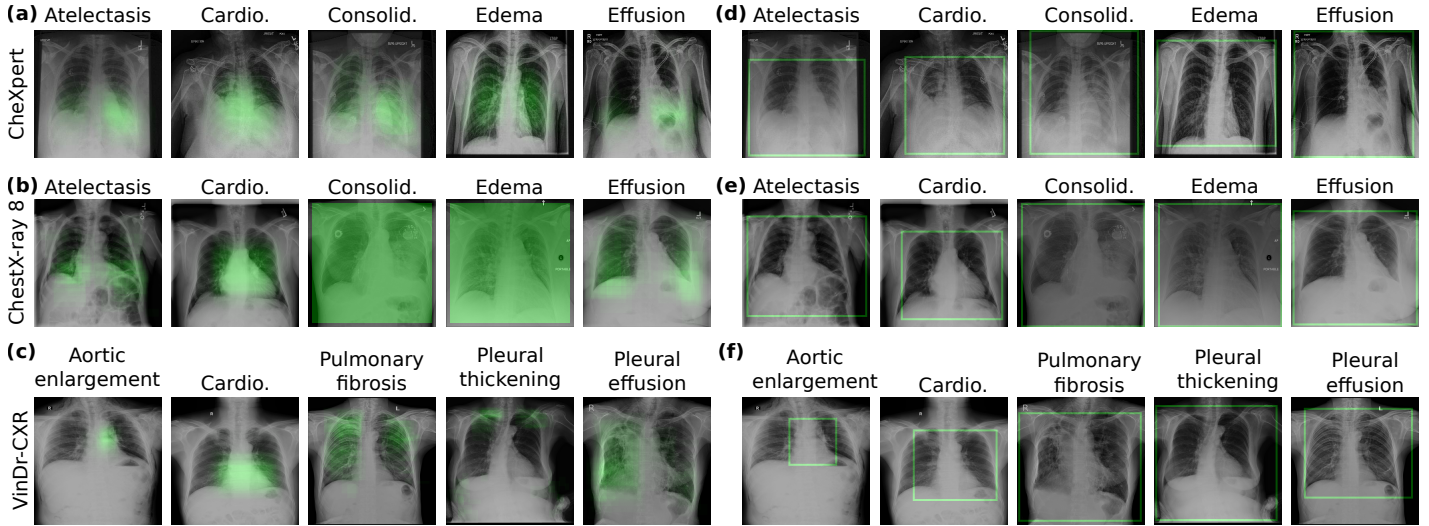 (a) Atelectasis Cardio. Consolid. Edema Effusion
CheXpert
(d) Atelectasis Cardio. Consolid. Edema Effusion
(b) Atelectasis Cardio. Consolid. Edema Effusion
ChestX-ray 8
(e) Atelectasis Cardio. Consolid. Edema Effusion
(c) Aortic
enlargement
Cardio.
Pulmonary
fibrosis
Pleural
thickening
Pleural
effusion
VinDr-CXR
(f) Aortic
enlargement
Cardio.
Pulmonary
fibrosis
Pleural
thickening
Pleural
effusion